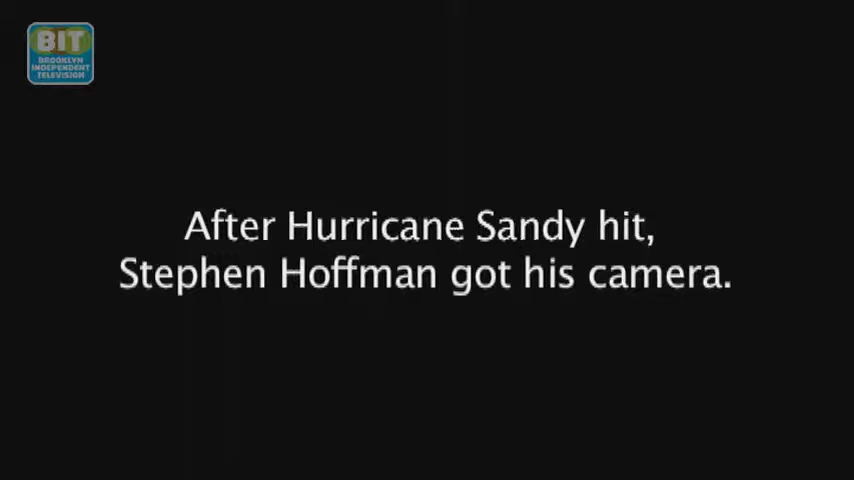 BIT
BROOKLYN
INDEPENDENT
TELEVISION
After Hurricane Sandy hit,
Stephen Hoffman got his camera.